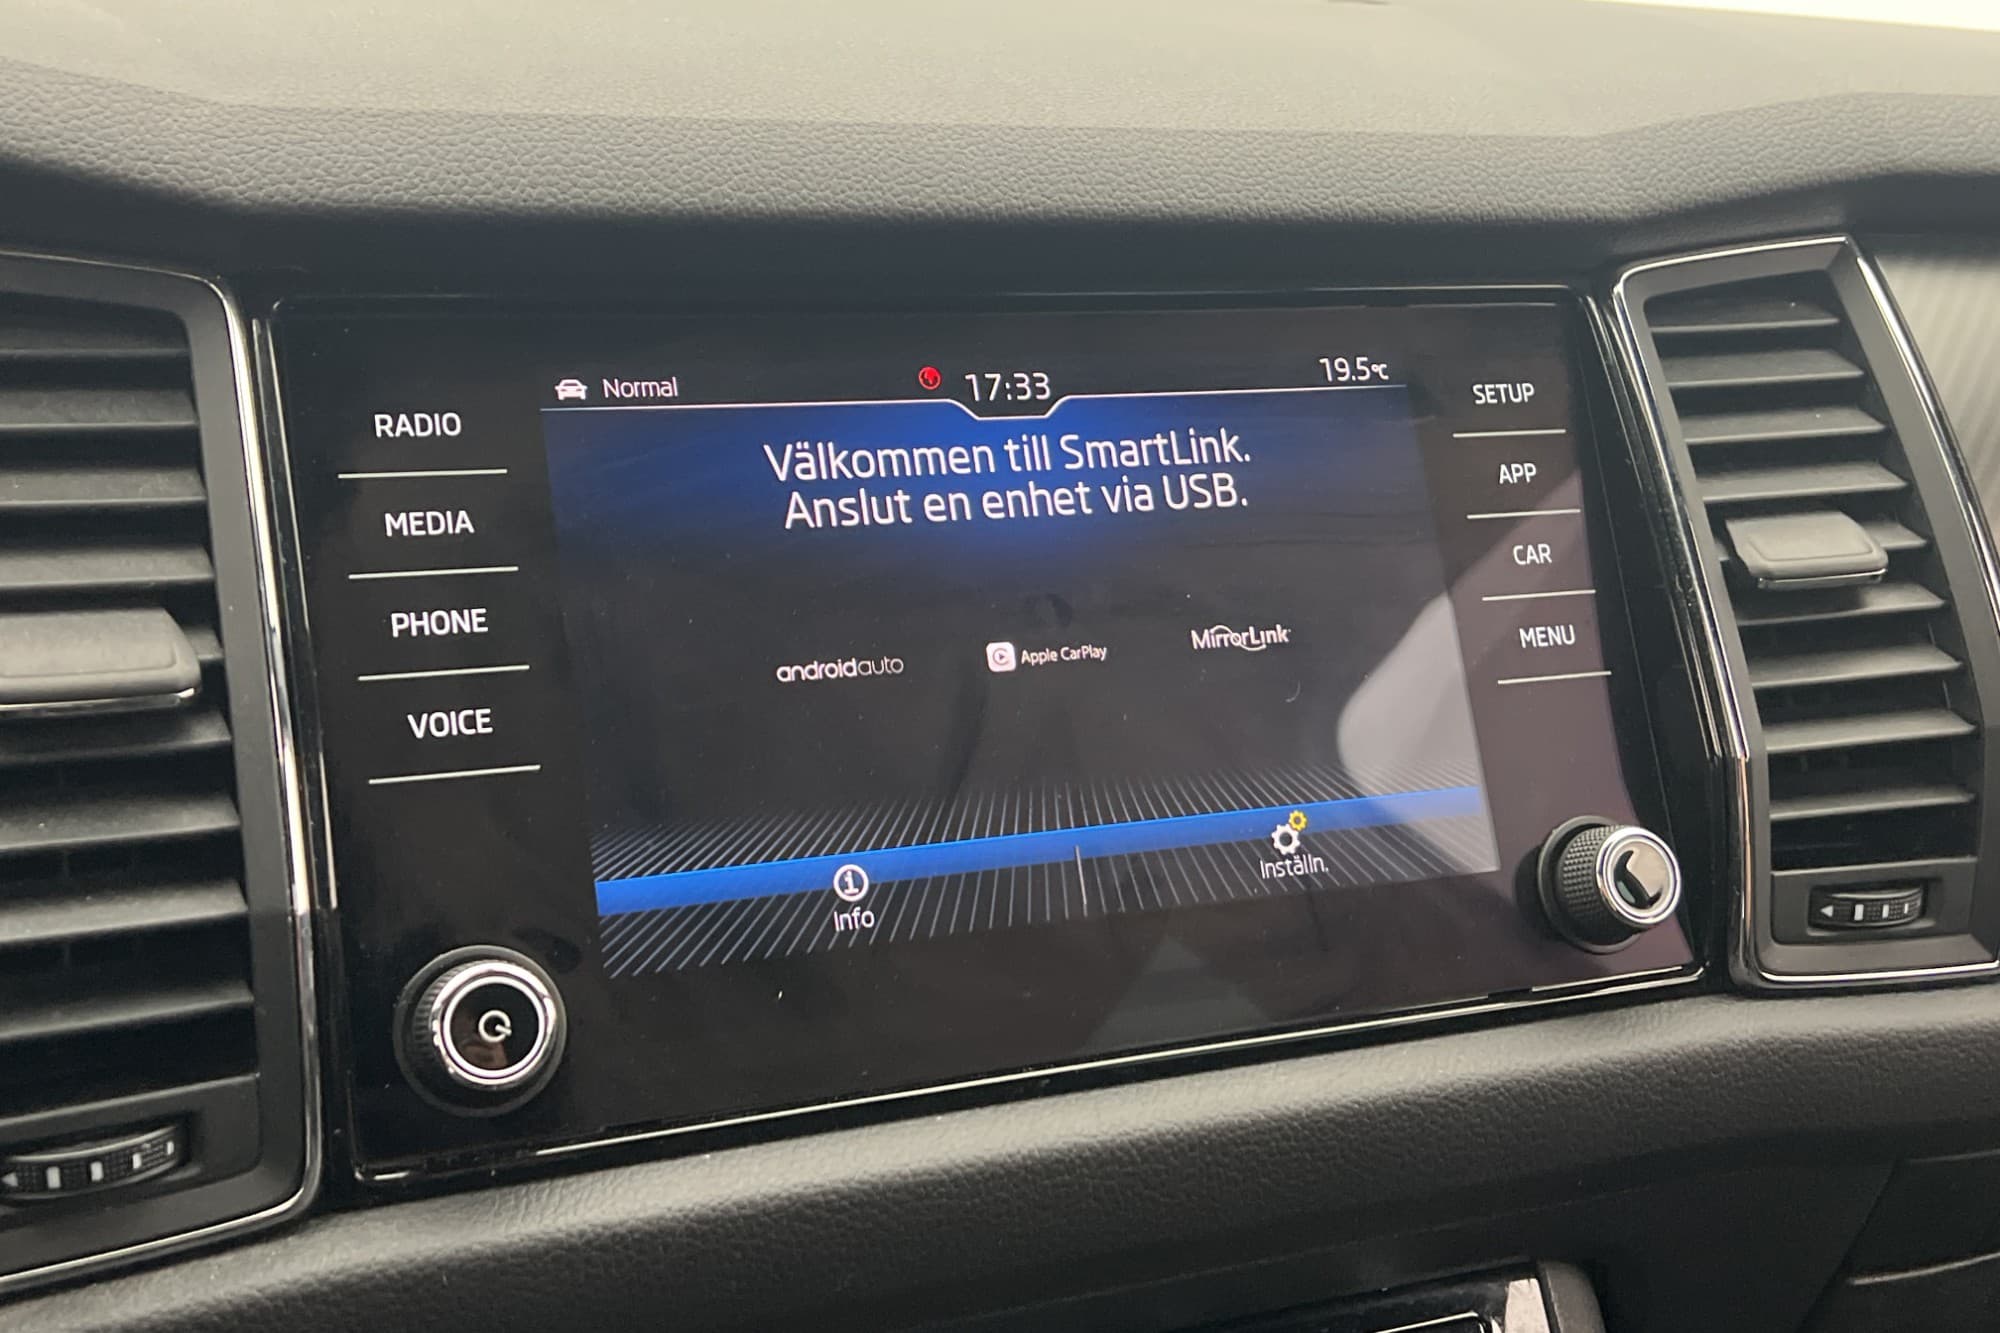 Normal
17:33
19.5°C
RADIO
MEDIA
PHONE
VOICE
Välkommen till SmartLink.
Anslut en enhet via USB.
androidauto
Apple CarPlay
MirrorLink
Info
Inställn.
SETUP
APP
CAR
MENU